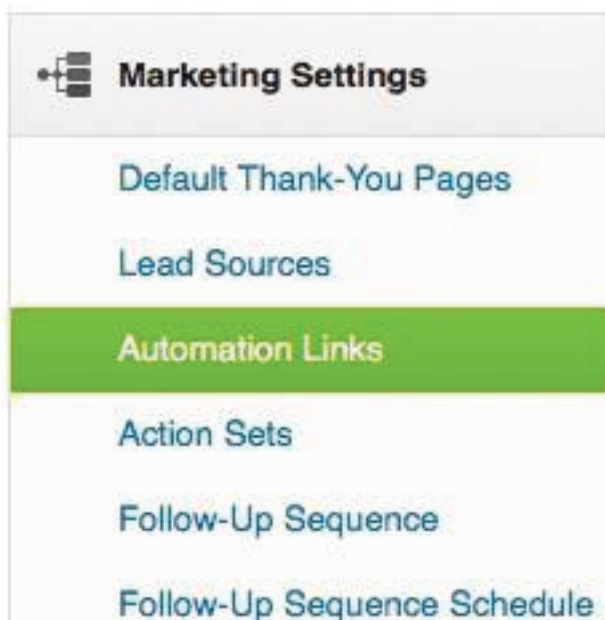 Marketing Settings
Default Thank-You Pages
Lead Sources
Automation Links
Action Sets
Follow-Up Sequence
Follow-Up Sequence Schedule